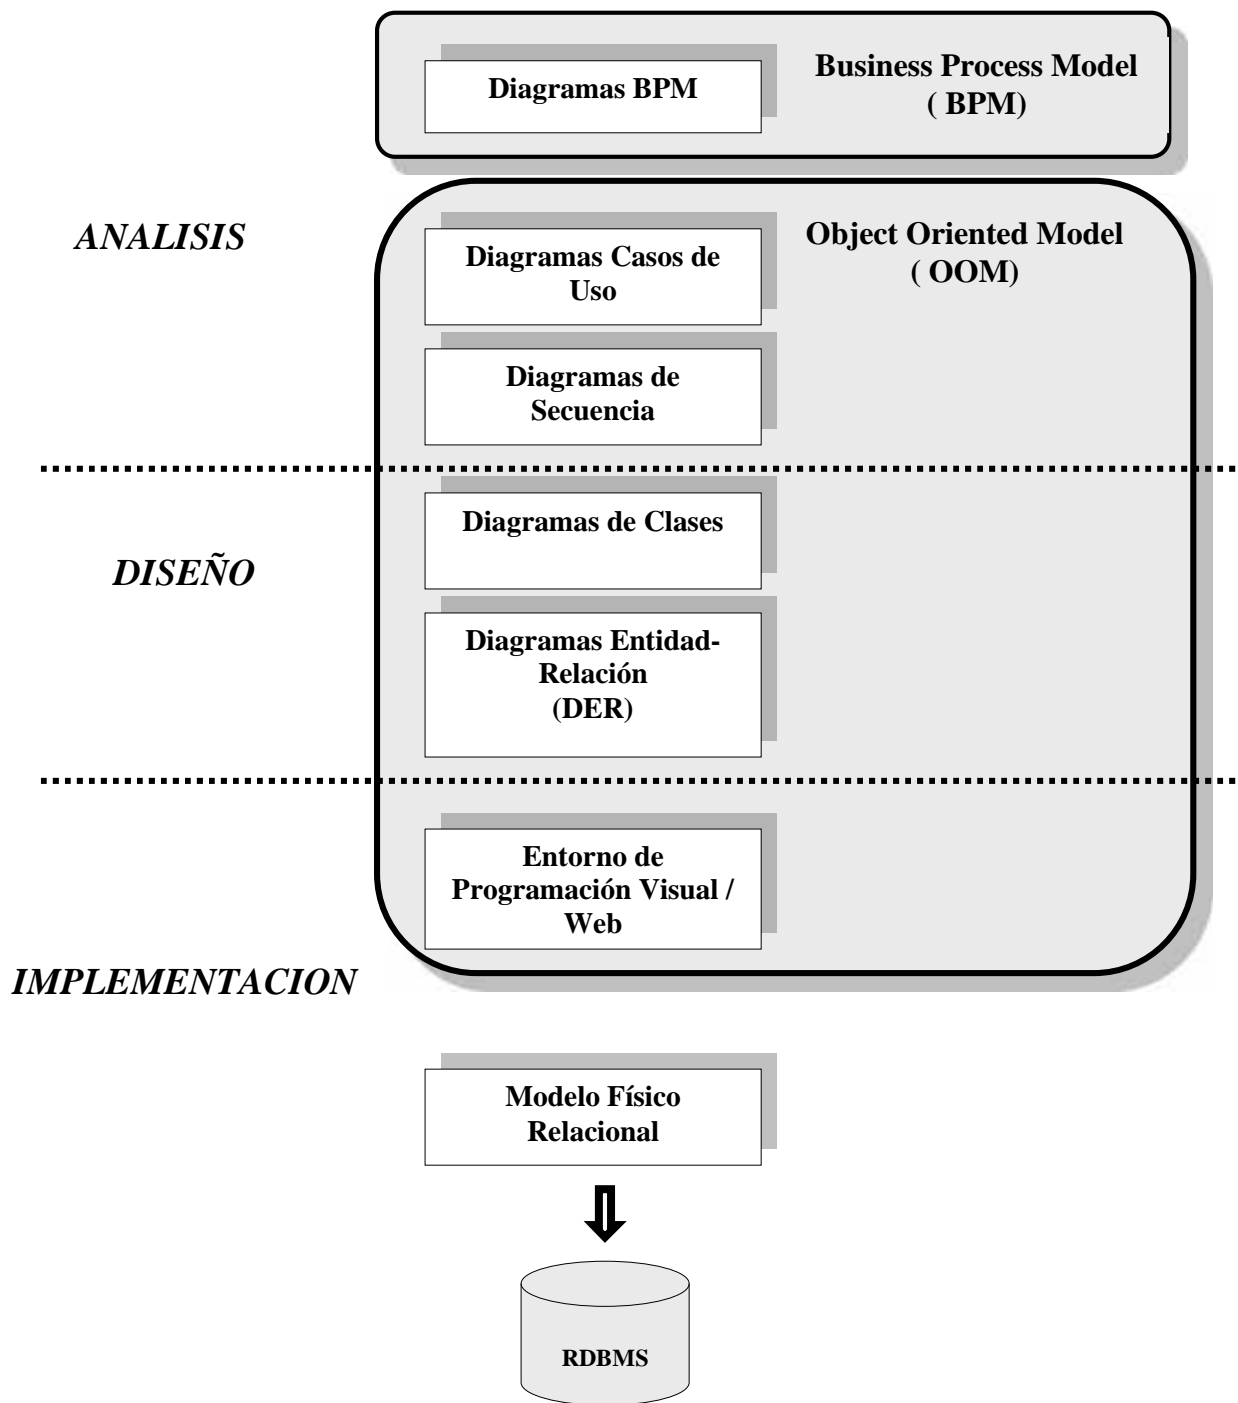 Diagramas BPM
Business Process Model
( BPM)
ANALISIS
Diagramas Casos de
Uso
Object Oriented Model
( OOM)
Diagramas de
Secuencia
DISEÑO
Diagramas de Clases
Diagramas Entidad-
Relación
(DER)
IMPLEMENTACION
Entorno de
Programación Visual /
Web
Modelo Físico
Relacional
RDBMS